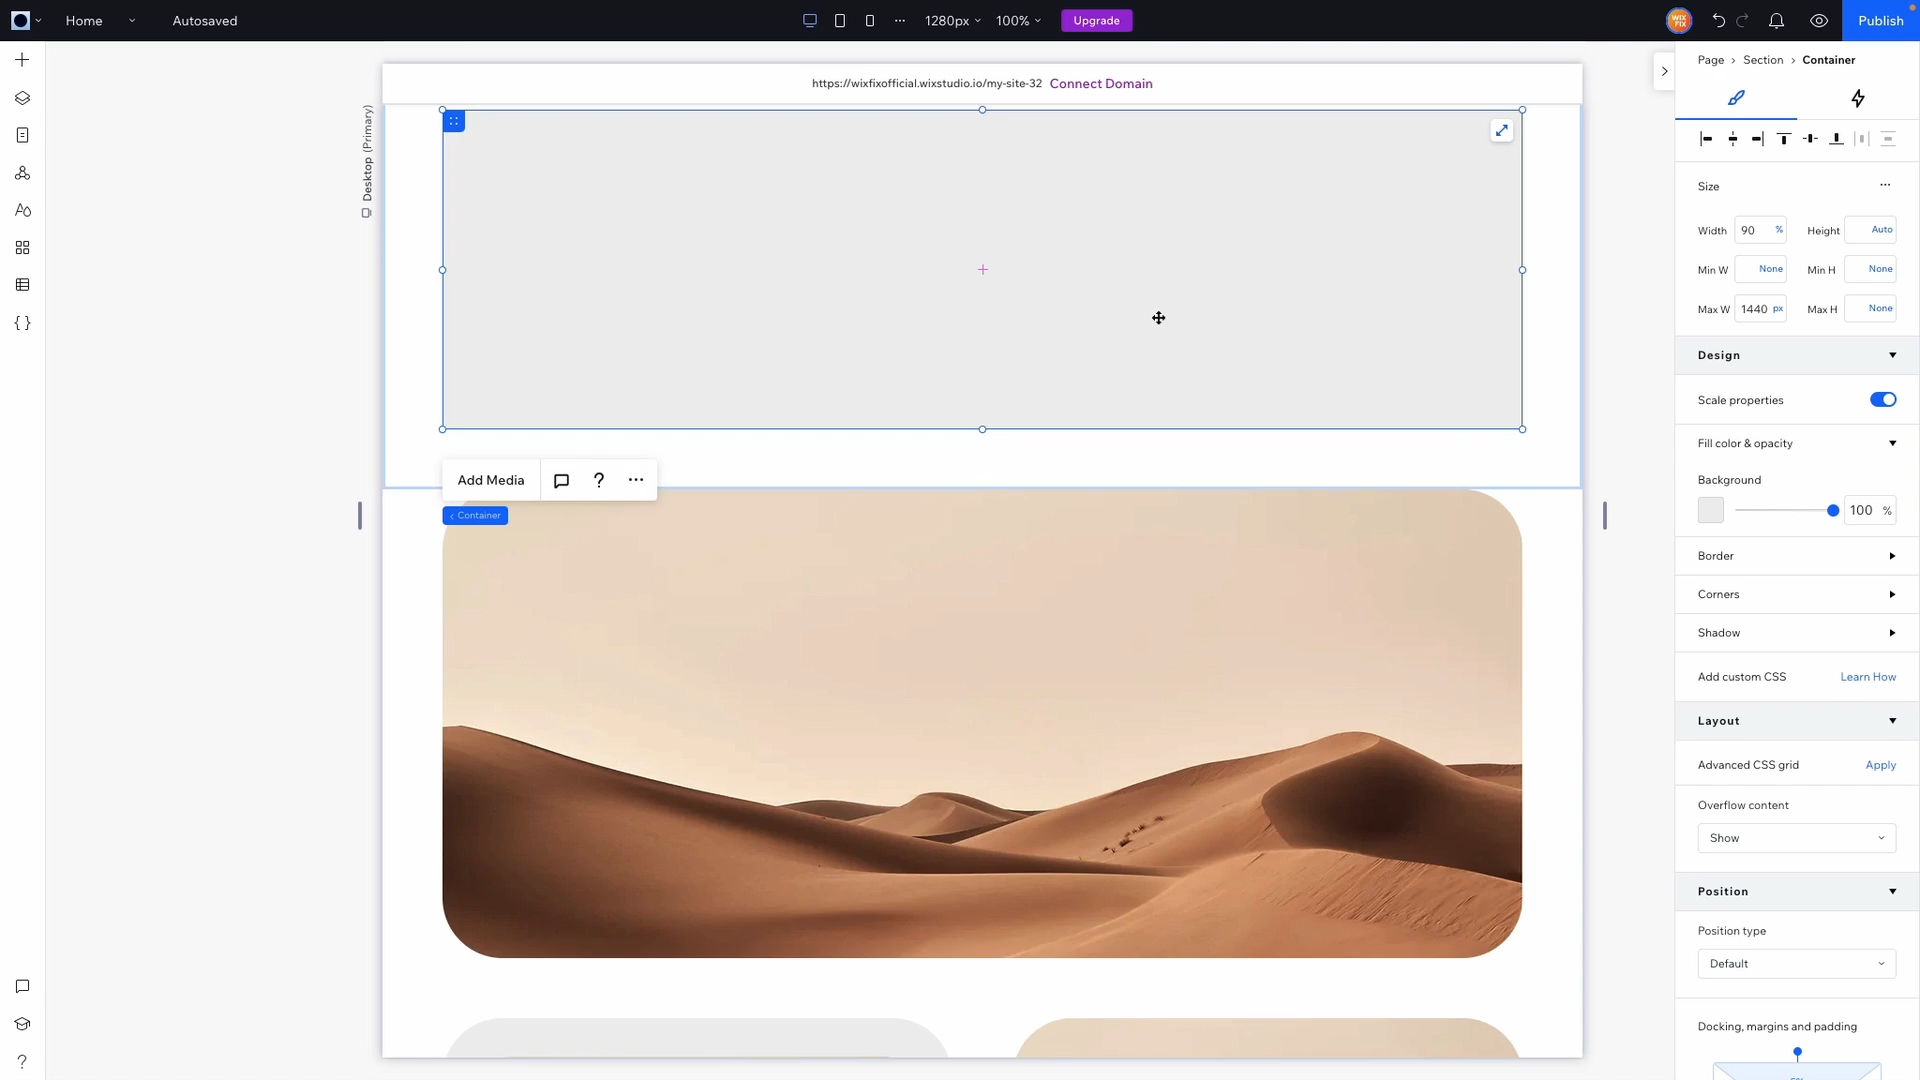 Home
Autosaved
1280px
100%
Upgrade
WIX
FIX
Publish
https://wixfixofficial.wixstudio.io/my-site-32 Connect Domain
Desktop (Primary)
Add Media
?
Container
?
Page > Section > Container
Size
Width 90 % Height Auto
Min W None Min H None
Max W 1440 px Max H None
Design
Scale properties
Fill color & opacity
Background
100 %
Border
Corners
Shadow
Add custom CSS Learn How
Layout
Advanced CSS grid Apply
Overflow content
Show
Position
Position type
Default
Docking, margins and padding